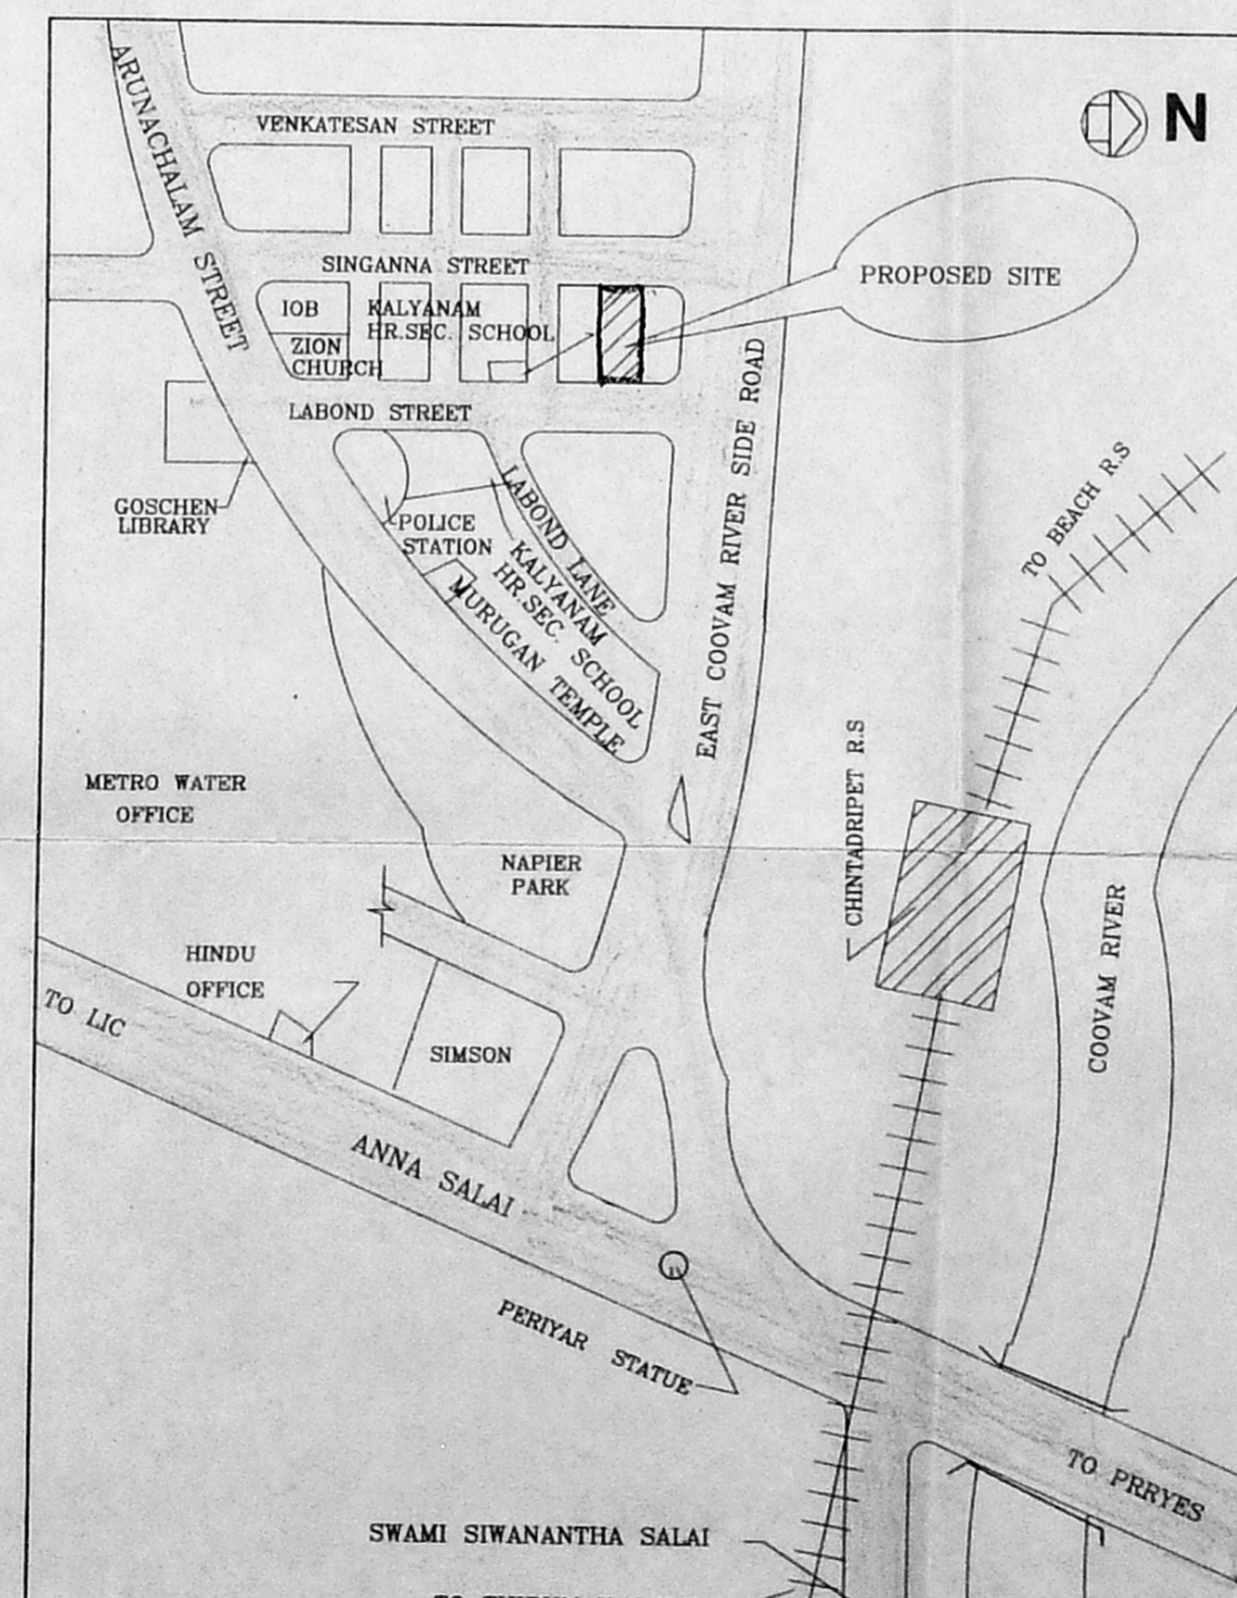 N
ARUNACHALAM STREET
VENKATESAN STREET
SINGANNA STREET
PROPOSED SITE
IOB
KALYANAM
HR.SEC. SCHOOL
ZION
CHURCH
LABOND STREET
EAST COOVAM RIVER SIDE ROAD
GOSCHEN
LIBRARY
POLICE
STATION
LABOND LANE
KALYANAM
HR.SEC. SCHOOL
MURUGAN TEMPLE
TO BEACH R.S
METRO WATER
OFFICE
CHINTADRIPET R.S
NAPIER
PARK
COOVAM RIVER
HINDU
OFFICE
TO LIC
SIMSON
ANNA SALAI
PERIYAR STATUE
TO PRRYES
SWAMI SIWANANTHA SALAI